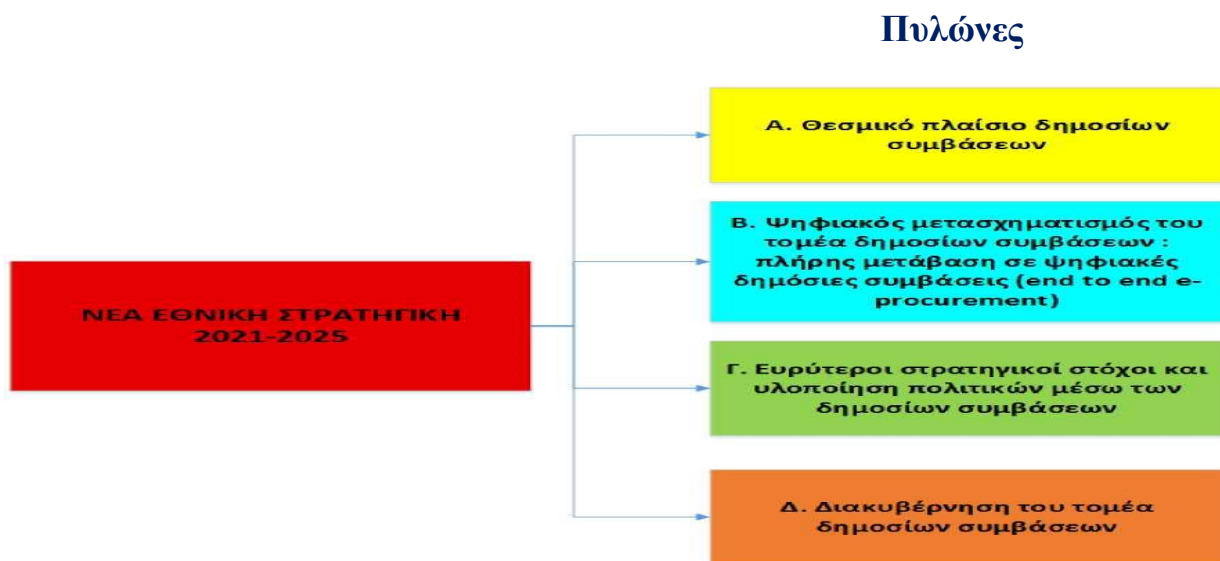 Πυλώνες
Α. Θεσμικό πλαίσιο δημοσίων
συμβάσεων
Β. Ψηφιακός μετασχηματισμός του
τομέα δημοσίων συμβάσεων :
πλήρης μετάβαση σε ψηφιακές
δημόσιες συμβάσεις (end to end e-
procurement)
ΝΕΑ ΕΘΝΙΚΗ ΣΤΡΑΤΗΓΙΚΗ
2021-2025
Γ. Ευρύτεροι στρατηγικοί στόχοι και
υλοποίηση πολιτικών μέσω των
δημοσίων συμβάσεων
Δ. Διακυβέρνηση του τομέα
δημοσίων συμβάσεων